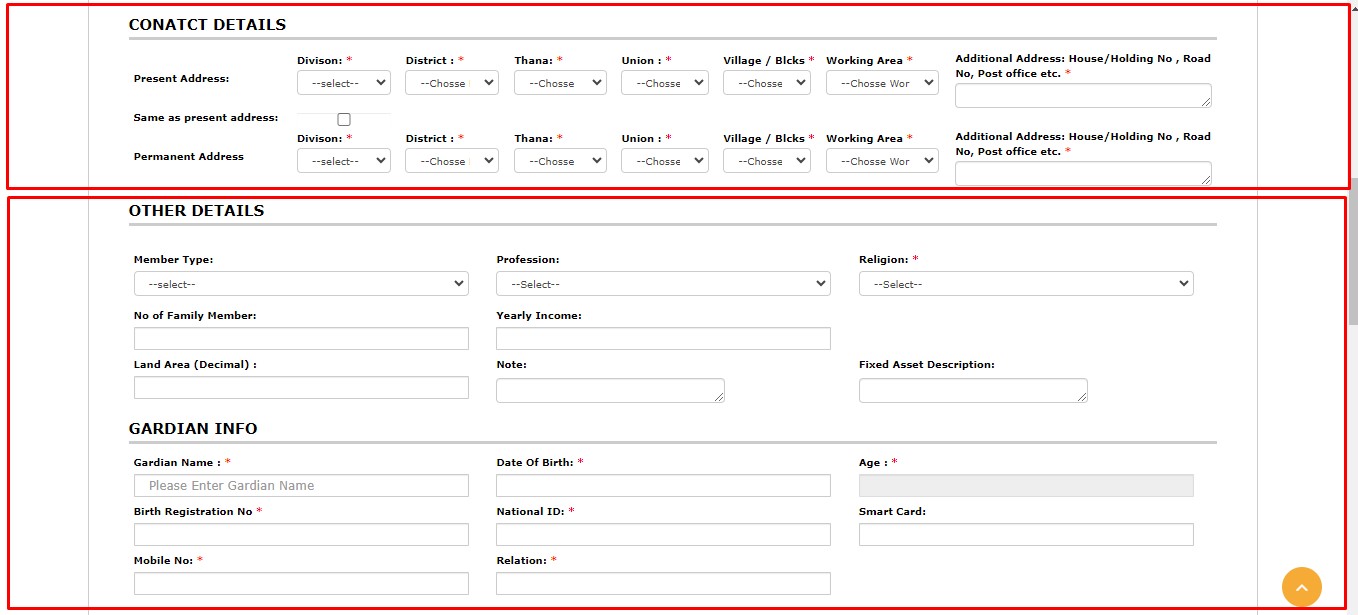 CONATCT DETAILS
Present Address:
Divison: *
--select--
District : *
--Chosse
Thana: *
--Chosse
Union : *
--Chosse
Village / Blcks *
--Chosse
Working Area *
--Chosse Wor
Additional Address: House/Holding No , Road
No, Post office etc. *
Same as present address:
Permanent Address
Divison: *
--select--
District : *
--Chosse
Thana: *
--Chosse
Union : *
--Chosse
Village / Blcks *
--Chosse
Working Area *
--Chosse Wor
Additional Address: House/Holding No , Road
No, Post office etc. *
OTHER DETAILS
Member Type:
--select--
Profession:
--Select--
Religion: *
--Select--
No of Family Member:
Yearly Income:
Land Area (Decimal) :
Note:
Fixed Asset Description:
GARDIAN INFO
Gardian Name : *
Please Enter Gardian Name
Date Of Birth: *
Age : *
Birth Registration No *
National ID: *
Smart Card:
Mobile No: *
Relation: *